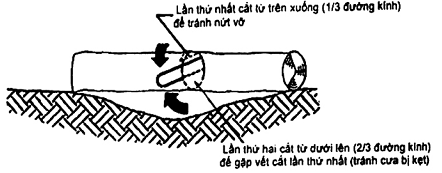 Lần thứ nhất cắt từ trên xuống (1/3 đường kính)
để tránh nứt vỡ
Lần thứ hai cắt từ dưới lên (2/3 đường kính)
để gặp vết cắt lần thứ nhất (tránh cưa bị kẹt)